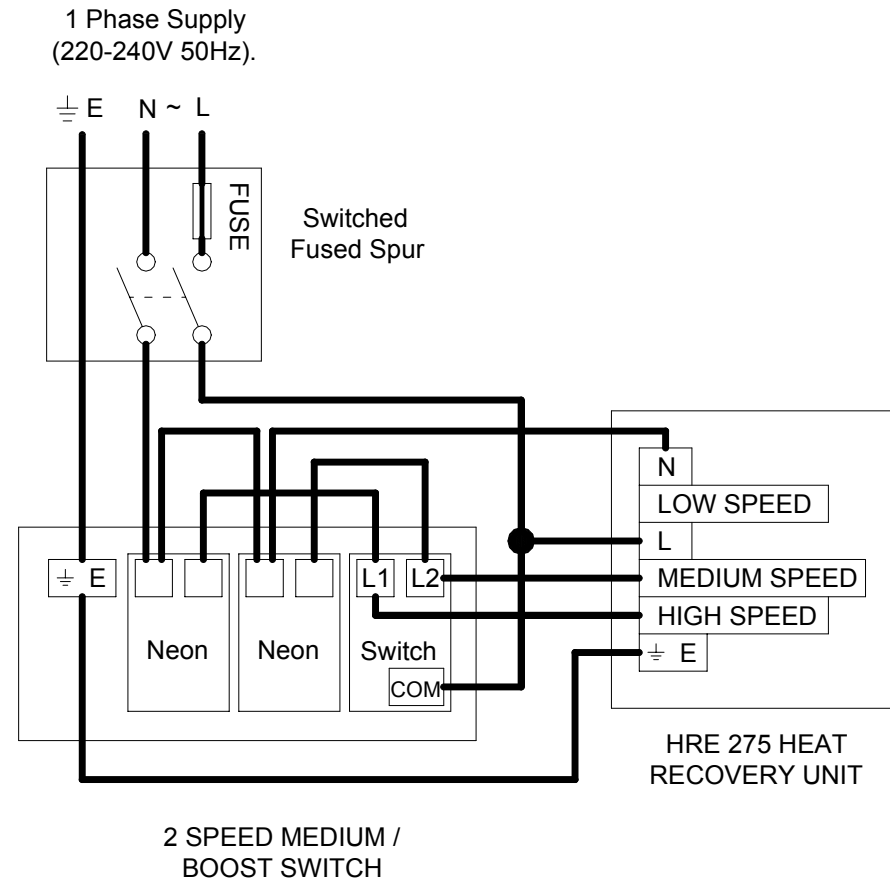 1 Phase Supply
(220-240V 50Hz).
E N ~ L
FUSE
Switched
Fused Spur
N
LOW SPEED
L
MEDIUM SPEED
HIGH SPEED
E
E
L1 L2
Neon
Neon
Switch
COM
HRE 275 HEAT
RECOVERY UNIT
2 SPEED MEDIUM /
BOOST SWITCH